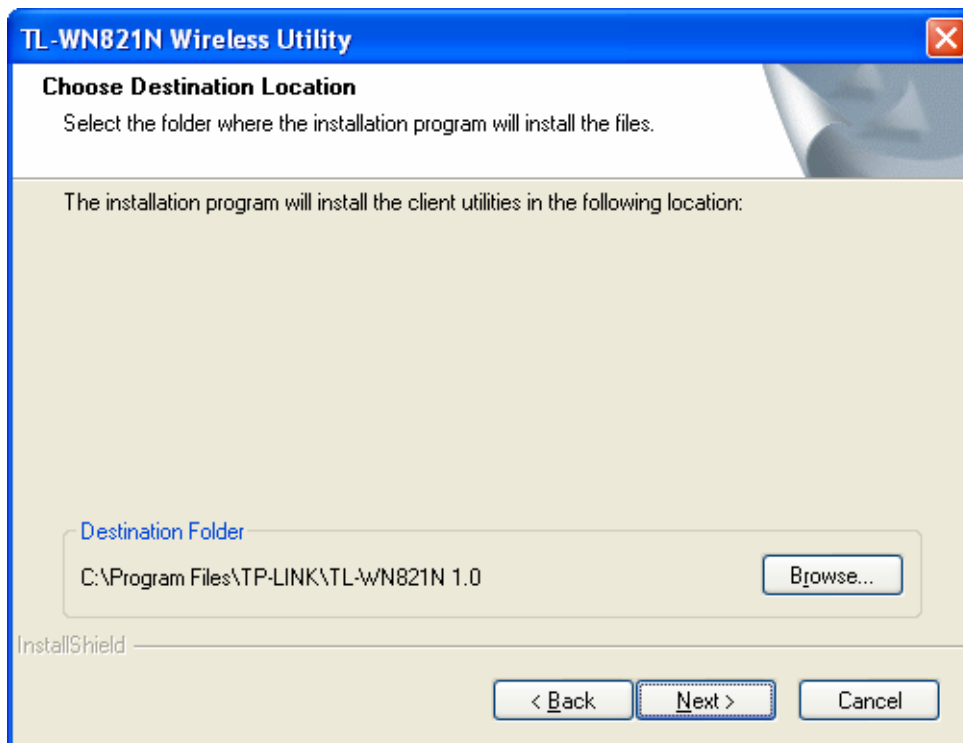 TL-WN821N Wireless Utility
Choose Destination Location
Select the folder where the installation program will install the files.
The installation program will install the client utilities in the following location:
Destination Folder
C:\Program Files\TP-LINK\TL-WN821N 1.0
Browse...
InstallShield
< Back
Next >
Cancel